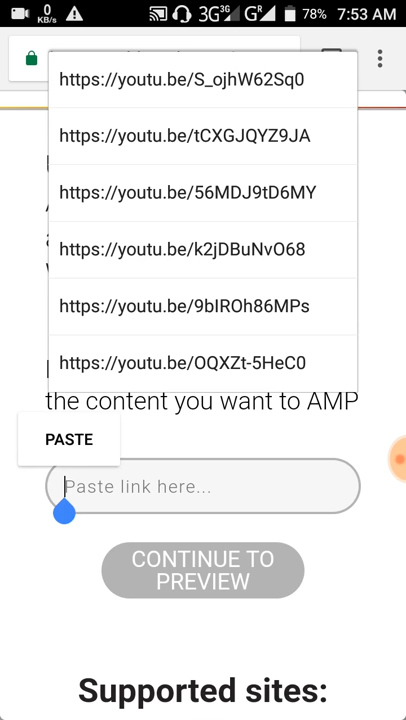 0
KB/s
3G 3G
G R
78%
7:53 AM
https://youtu.be/S_ojhW62Sq0
https://youtu.be/tCXGJQYZ9JA
https://youtu.be/56MDJ9tD6MY
https://youtu.be/k2jDBuNvO68
https://youtu.be/9bIROh86MPs
https://youtu.be/OQXZt-5HeC0
the content you want to AMP
PASTE
Paste link here...
CONTINUE TO
PREVIEW
Supported sites: